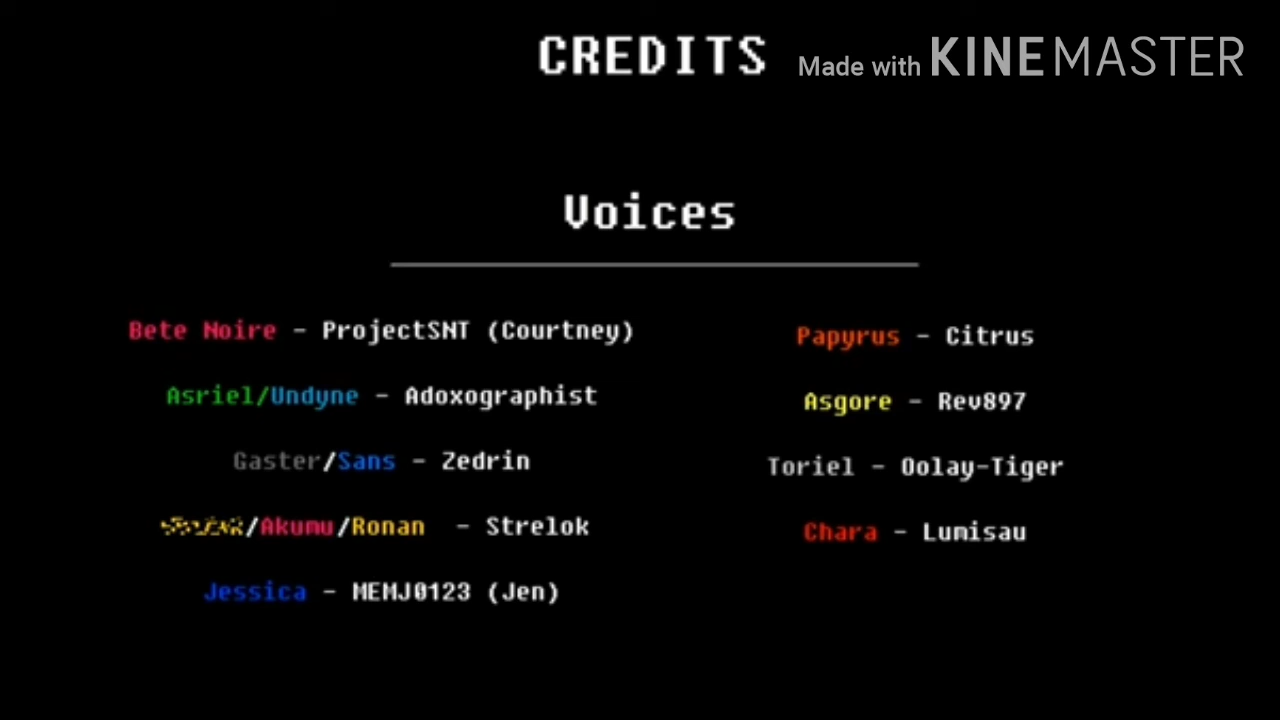 CREDITS
Made with KINEMASTER
Voices
Bete Noire - ProjectSNT (Courtney)
Asriel/Undyne - Adoxographist
Gaster/Sans - Zedrin
/Akumu/Ronan - Strelok
Jessica - MEMJ0123 (Jen)
Papyrus - Citrus
Asgore - Rev897
Toriel - Oolay-Tiger
Chara - Lumisau